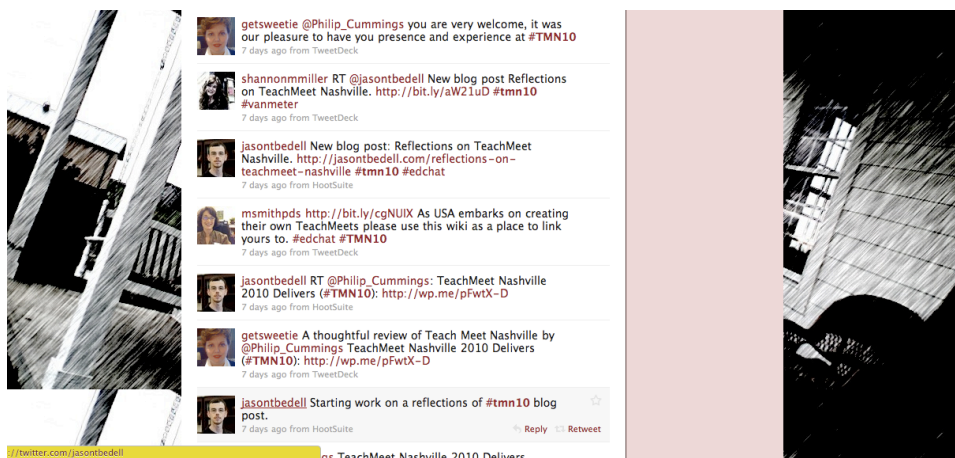 getsweetie @Philip_Cummings you are very welcome, it was
our pleasure to have you presence and experience at #TMN10
7 days ago from TweetDeck
shannonmmiller RT @jasontbedell New blog post Reflections
on TeachMeet Nashville. http://bit.ly/aW21uD #tmn10
#vanmeter
7 days ago from TweetDeck
jasontbedell New blog post: Reflections on TeachMeet
Nashville. http://jasontbedell.com/reflections-on-
teachmeet-nashville #tmn10 #edchat
7 days ago from HootSuite
msmithpds http://bit.ly/cgNUlX As USA embarks on creating
their own TeachMeets please use this wiki as a place to link
yours to. #edchat #TMN10
7 days ago from TweetDeck
jasontbedell RT @Philip_Cummings: TeachMeet Nashville
2010 Delivers (#TMN10): http://wp.me/pFwtX-D
7 days ago from HootSuite
getsweetie A thoughtful review of Teach Meet Nashville by
@Philip_Cummings TeachMeet Nashville 2010 Delivers
(#TMN10): http://wp.me/pFwtX-D
7 days ago from TweetDeck
jasontbedell Starting work on a reflections of #tmn10 blog
post.
7 days ago from HootSuite Reply Retweet
://twitter.com/jasontbedell
gs TeachMeet Nashville 2010 Delivers